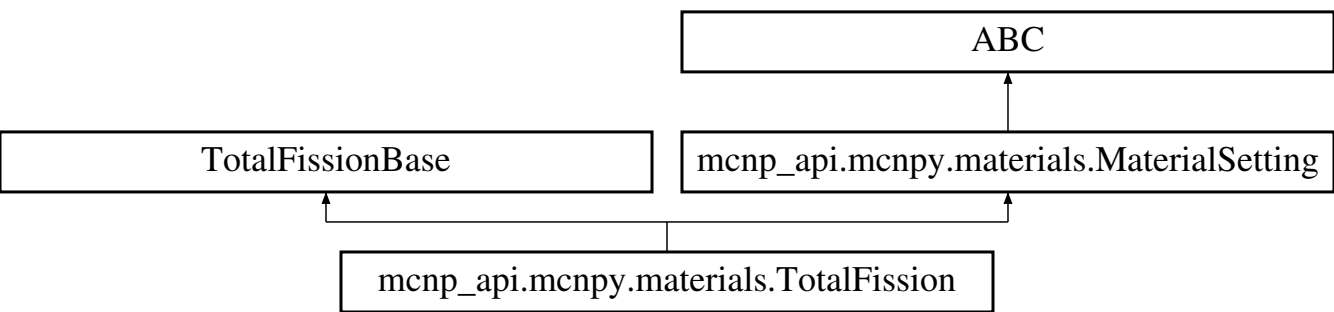 ABC
TotalFissionBase
mcnp_api.mcnpy.materials.MaterialSetting
mcnp_api.mcnpy.materials.TotalFission